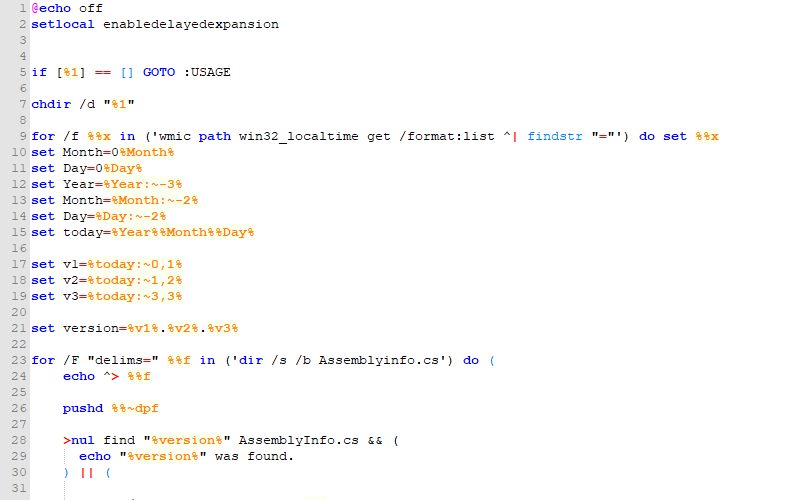 1 @echo off
2 setlocal enabledelayedexpansion
3
4
5 if [%1] == [] GOTO :USAGE
6
7 chdir /d "%1"
8
9 for /f %%x in ('wmic path win32_localtime get /format:list ^| findstr "="') do set %%x
10 set Month=0%Month%
11 set Day=0%Day%
12 set Year=%Year:~-3%
13 set Month=%Month:~-2%
14 set Day=%Day:~-2%
15 set today=%Year%%Month%%Day%
16
17 set v1=%today:~0,1%
18 set v2=%today:~1,2%
19 set v3=%today:~3,3%
20
21 set version=%v1%.%v2%.%v3%
22
23 for /F "delims=" %%f in ('dir /s /b Assemblyinfo.cs') do (
24     echo ^> %%f
25
26     pushd %%~dpf
27
28     >nul find "%version%" AssemblyInfo.cs && (
29       echo "%version%" was found.
30     ) || (
31